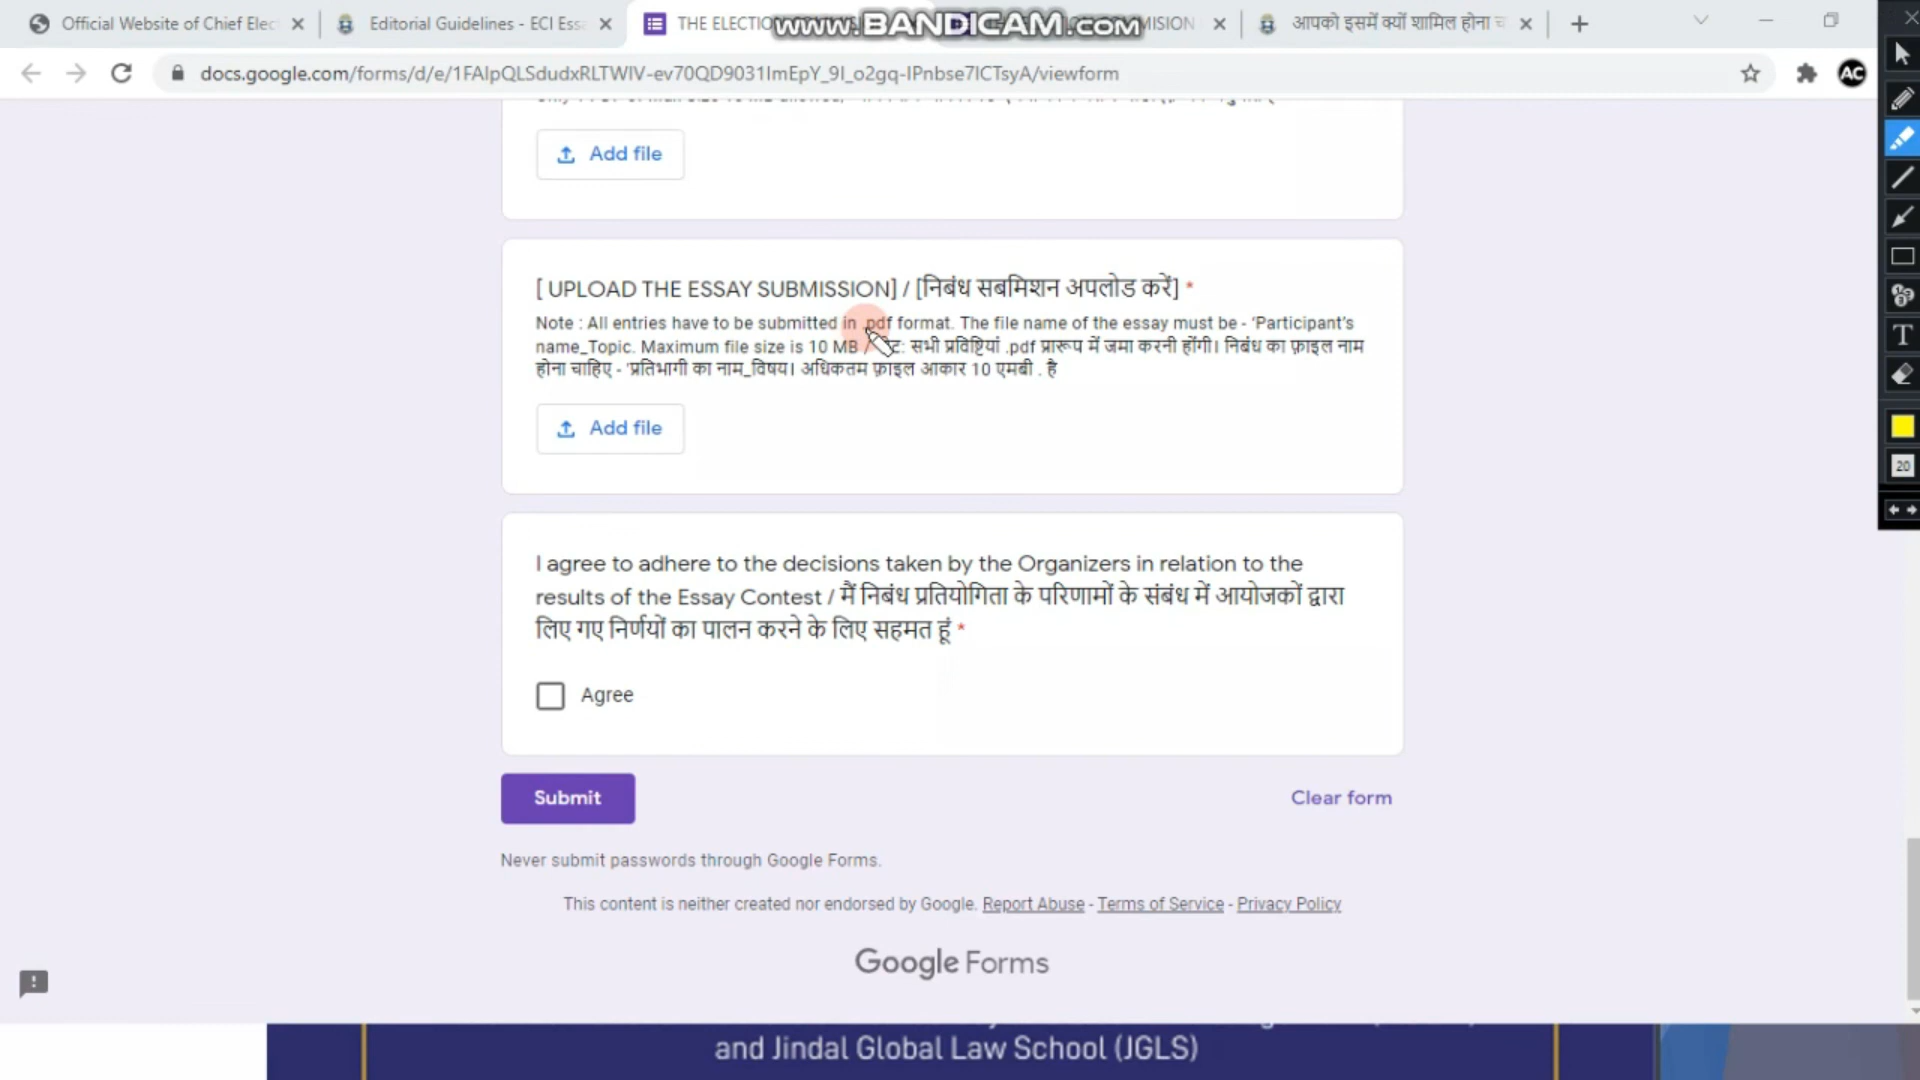 Official Website of Chief Elec
Editorial Guidelines - ECI Ess
THE ELECTIO
www.BANDICAM.com
MISION
आपको इसमें क्यों शामिल होना च
docs.google.com/forms/d/e/1FAIpQLSdudxRLTWIV-ev70QD9031ImEpY_9I_o2gq-IPnbse7ICTsyA/viewform
AC
Add file
[ UPLOAD THE ESSAY SUBMISSION] / [निबंध सबमिशन अपलोड करें] *
Note : All entries have to be submitted in .pdf format. The file name of the essay must be - ‘Participant’s
name_Topic. Maximum file size is 10 MB / सभी प्रविष्टियां .pdf प्रारूप में जमा करनी होंगी। निबंध का फ़ाइल नाम
होना चाहिए - 'प्रतिभागी का नाम_विषय। अधिकतम फ़ाइल आकार 10 एमबी . है
Add file
I agree to adhere to the decisions taken by the Organizers in relation to the
results of the Essay Contest / मैं निबंध प्रतियोगिता के परिणामों के संबंध में आयोजकों द्वारा
लिए गए निर्णयों का पालन करने के लिए सहमत हूं *
Agree
Submit
Clear form
Never submit passwords through Google Forms.
This content is neither created nor endorsed by Google. Report Abuse - Terms of Service - Privacy Policy
Google Forms
and Jindal Global Law School (JGLS)
T
20